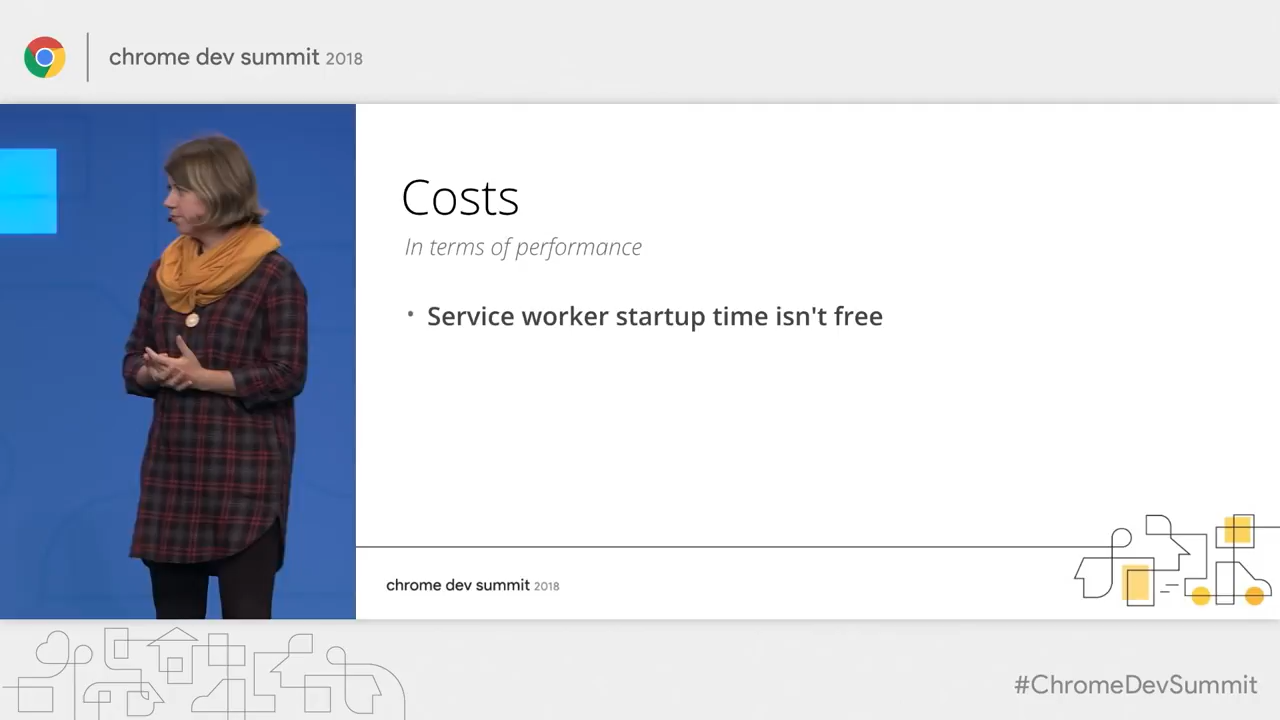 chrome dev summit 2018
Costs
In terms of performance
• Service worker startup time isn't free
chrome dev summit 2018
#ChromeDevSummit